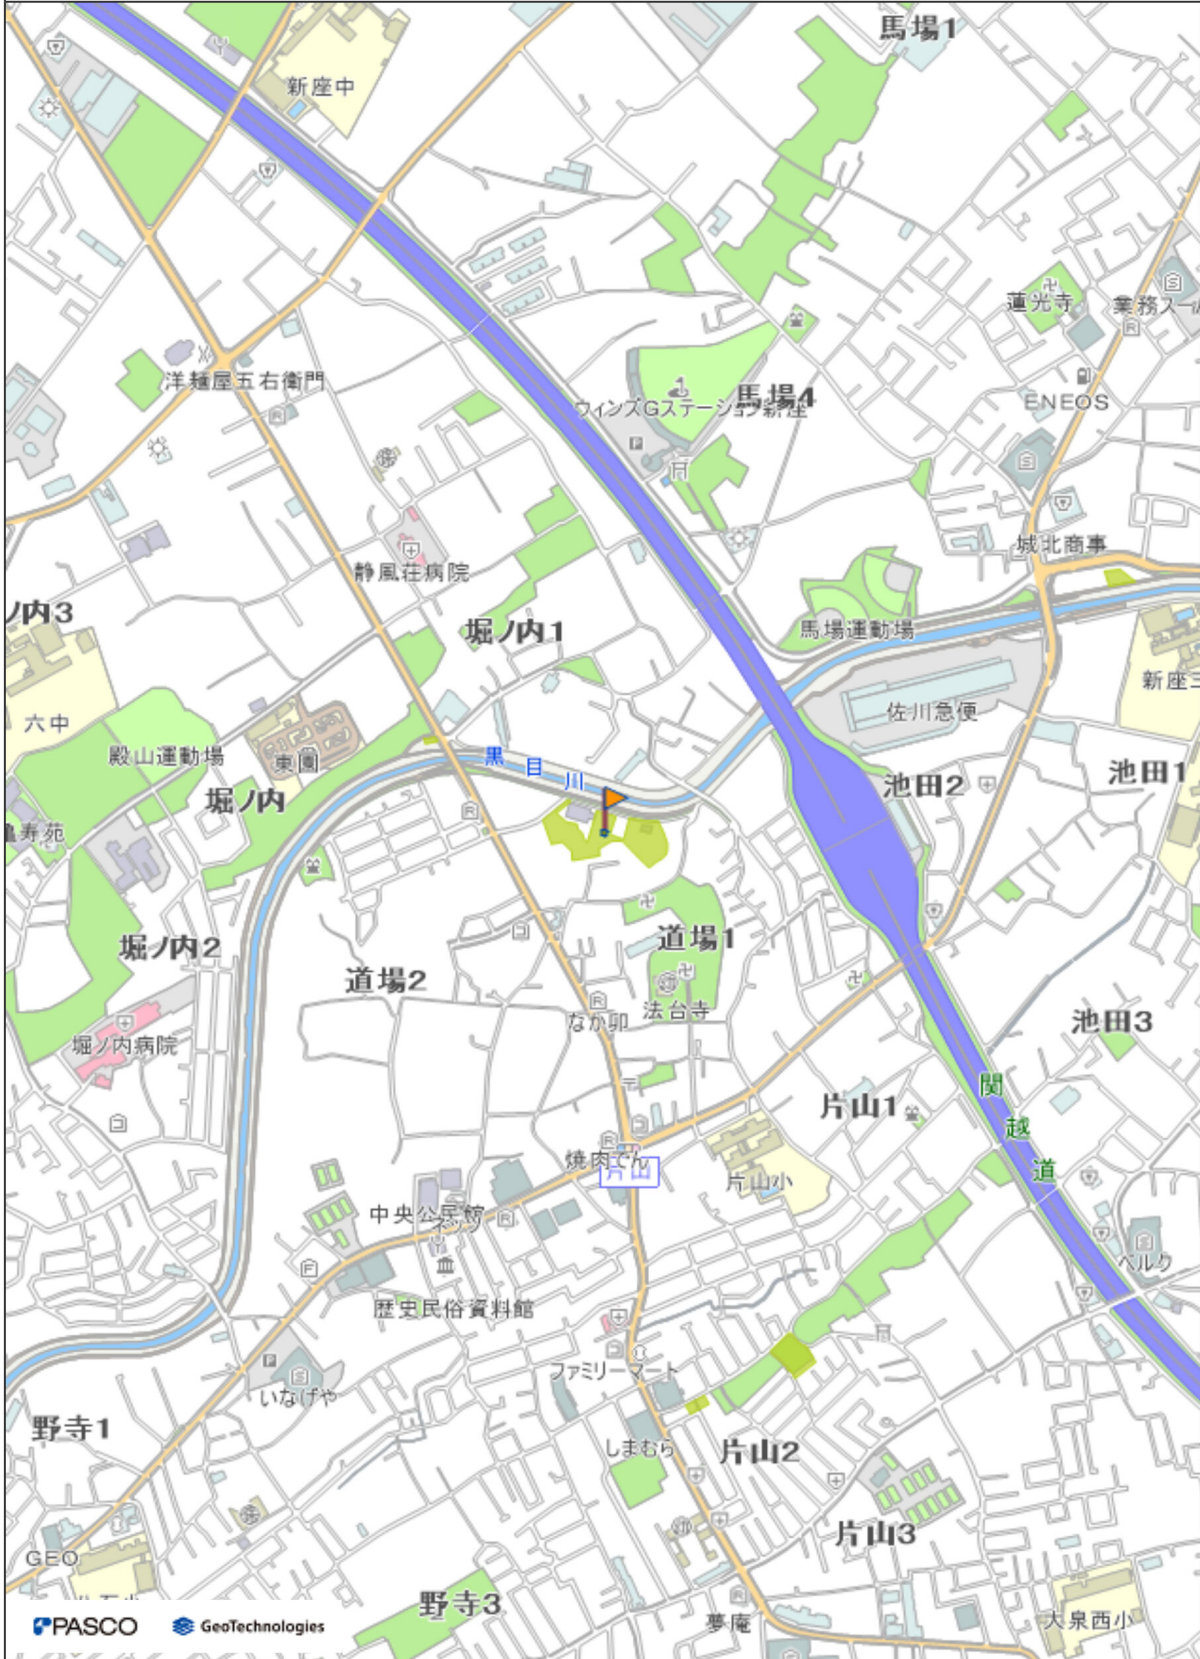 馬場1
新座中
蓮光寺
洋麺屋五右衛門
馬場4
ウィンズGステーション新座
ENEOS
城北商事
静風荘病院
堀ノ内1
馬場運動場
新座三
佐川急便
六中
殿山運動場
東園
黒目川
池田1
池田2
堀ノ内
堀ノ内2
道場1
道場2
法台寺
なか卯
池田3
堀ノ内病院
関越道
片山1
焼肉でん
片山
片山小
中央公民館
ベルク
歴史民俗資料館
ファミリーマート
いなげや
野寺1
しまむら
片山2
片山3
GEO
野寺3
夢庵
大泉西小
PASCO
GeoTechnologies